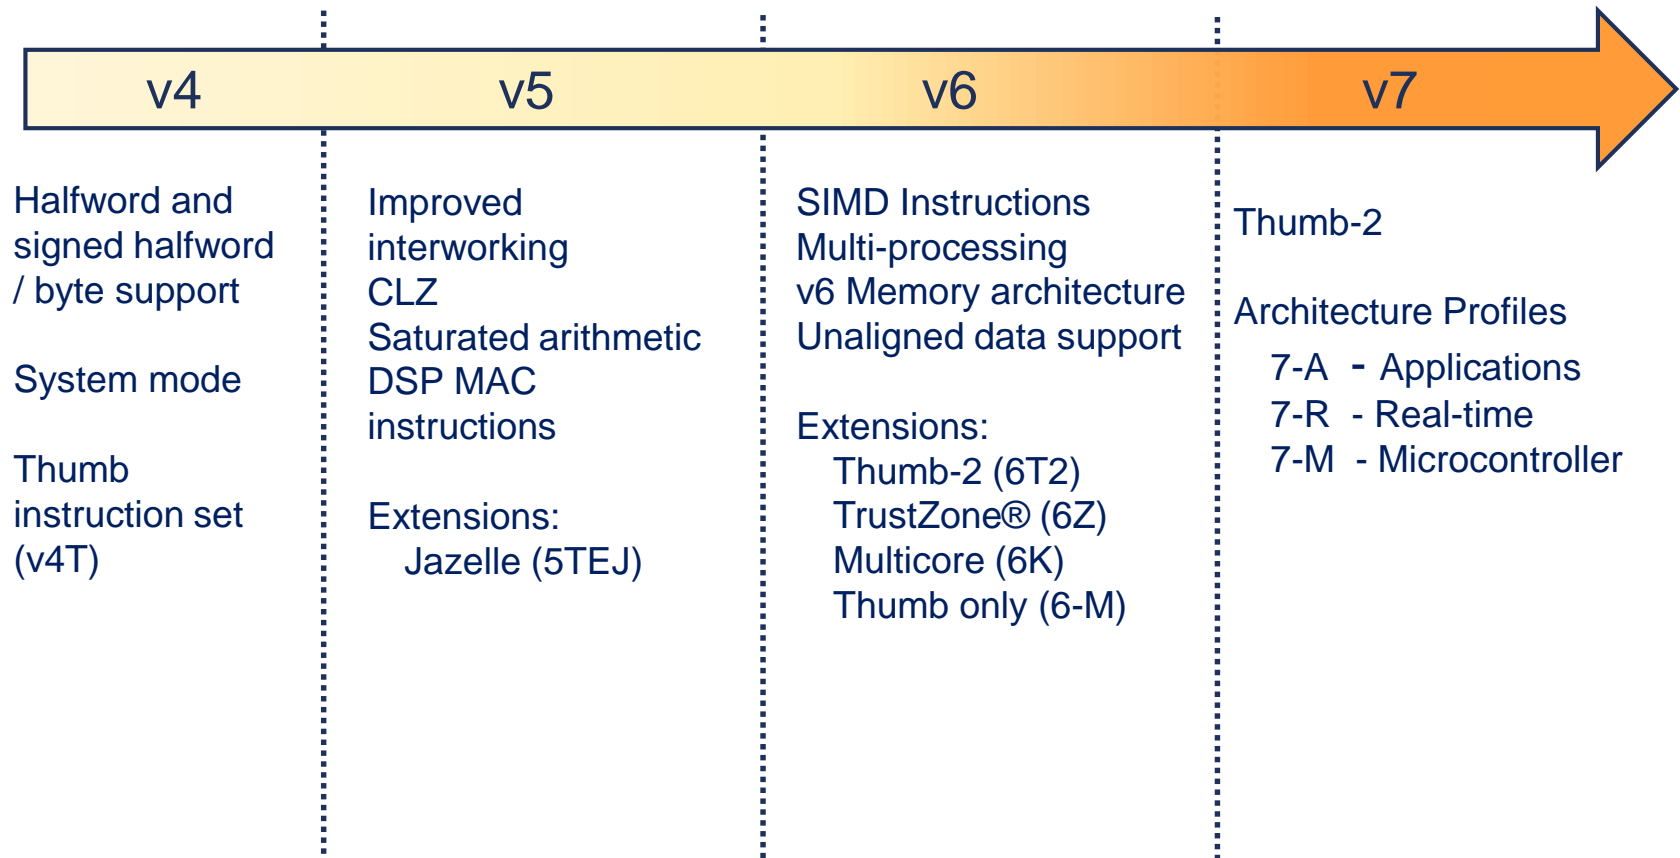 v4
v5
v6
v7
Halfword and
signed halfword
/ byte support
System mode
Thumb
instruction set
(v4T)
Improved
interworking
CLZ
Saturated arithmetic
DSP MAC
instructions
Extensions:
Jazelle (5TEJ)
SIMD Instructions
Multi-processing
v6 Memory architecture
Unaligned data support
Extensions:
Thumb-2 (6T2)
TrustZone® (6Z)
Multicore (6K)
Thumb only (6-M)
Thumb-2
Architecture Profiles
7-A - Applications
7-R - Real-time
7-M - Microcontroller